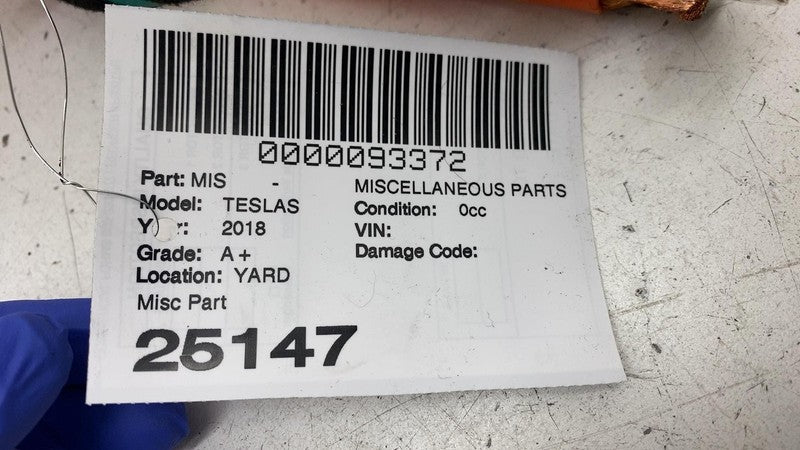 0000093372
Part: MIS - MISCELLANEOUS PARTS
Model: TESLAS Condition: 0cc
VIN:
2018
Grade: A+ Damage Code:
Location: YARD
Misc Part
25147